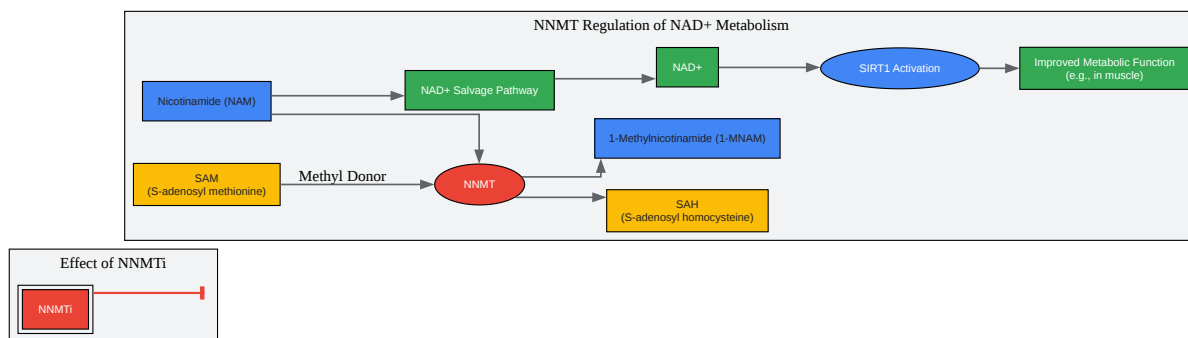 NNMT Regulation of NAD+ Metabolism
NAD+
SIRT1 Activation
Improved Metabolic Function
(e.g., in muscle)
Nicotinamide (NAM)
NAD+ Salvage Pathway
1-Methylnicotinamide (1-MNAM)
SAM
(S-adenosyl methionine)
Methyl Donor
NNMT
SAH
(S-adenosyl homocysteine)
Effect of NNMTi
NNMTi